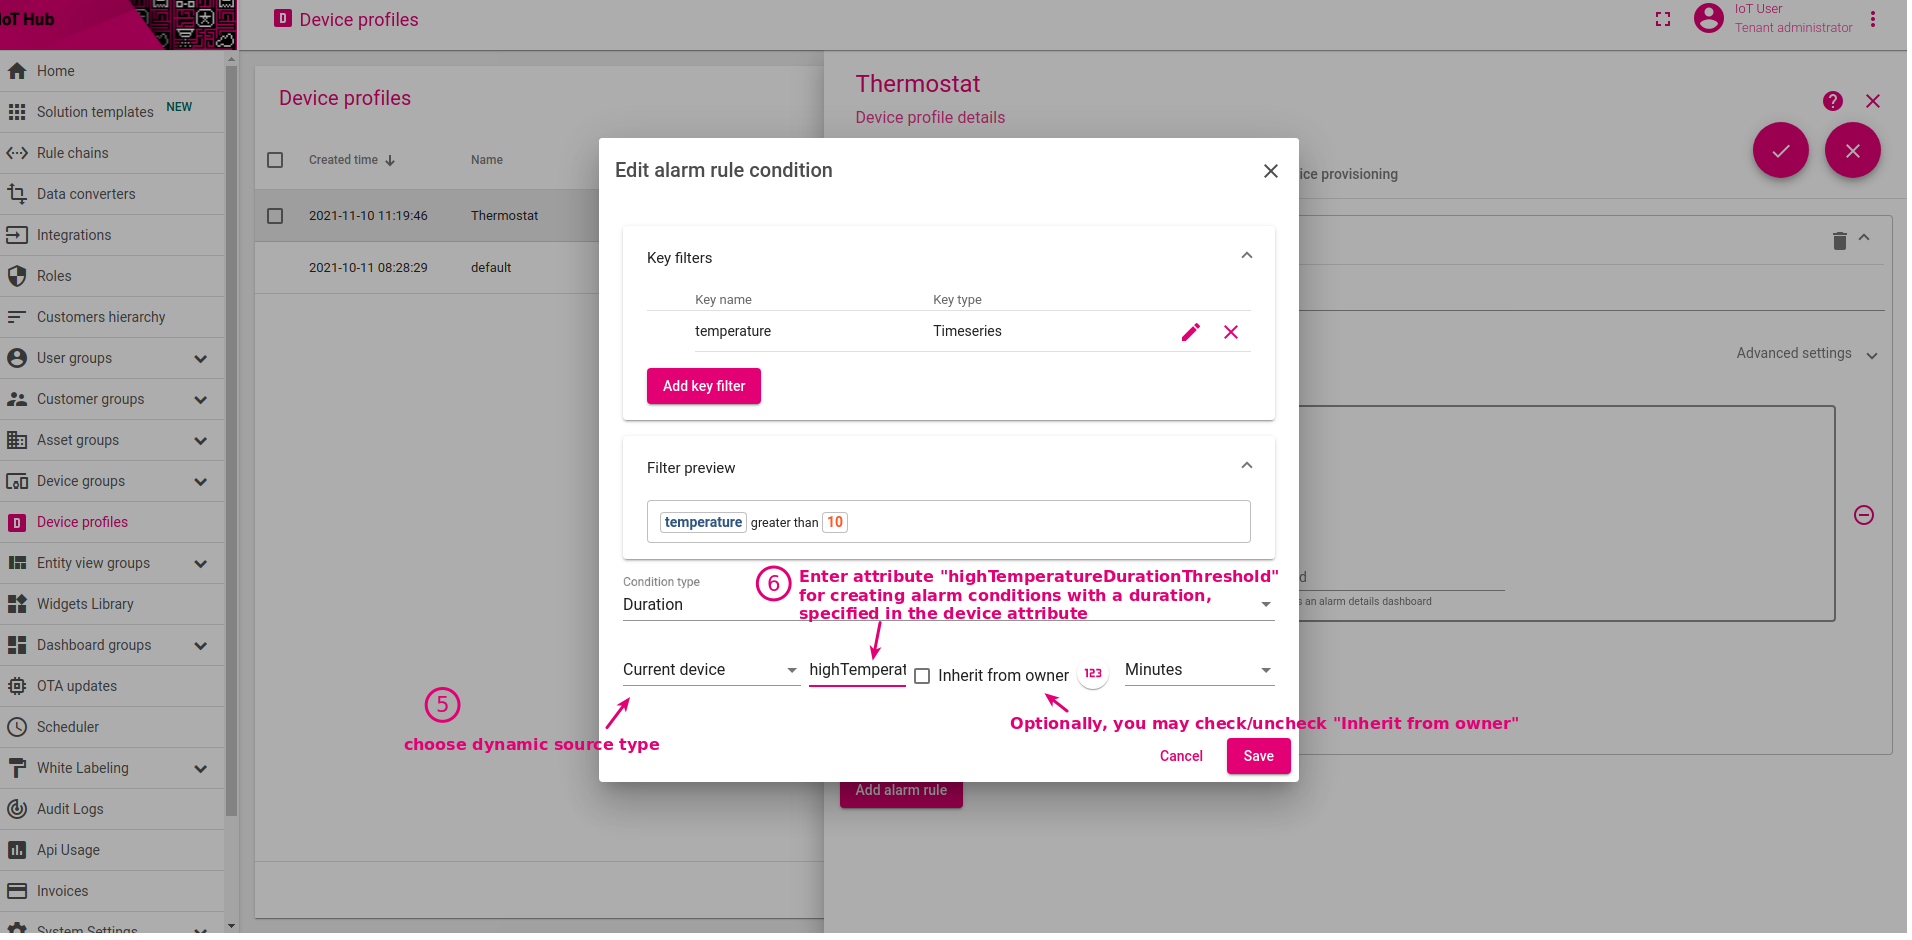 IoT Hub
Device profiles
IoT User
Tenant administrator
Home
Solution templates NEW
Rule chains
Data converters
Integrations
Roles
Customers hierarchy
User groups
Customer groups
Asset groups
Device groups
Device profiles
Entity view groups
Widgets Library
Dashboard groups
OTA updates
Scheduler
White Labeling
Audit Logs
Api Usage
Invoices
System Settings
Device profiles
Created time Name
2021-11-10 11:19:46 Thermostat
2021-10-11 08:28:29 default
Thermostat
Device profile details
ice provisioning
Advanced settings
d
s an alarm details dashboard
Add alarm rule
Edit alarm rule condition
Key filters
Key name Key type
temperature Timeseries
Add key filter
Filter preview
temperature greater than 10
Condition type
Duration
6 Enter attribute "highTemperatureDurationThreshold"
for creating alarm conditions with a duration,
specified in the device attribute
Current device highTemperat Inherit from owner 123 Minutes
5
choose dynamic source type
Optionally, you may check/uncheck "Inherit from owner"
Cancel Save